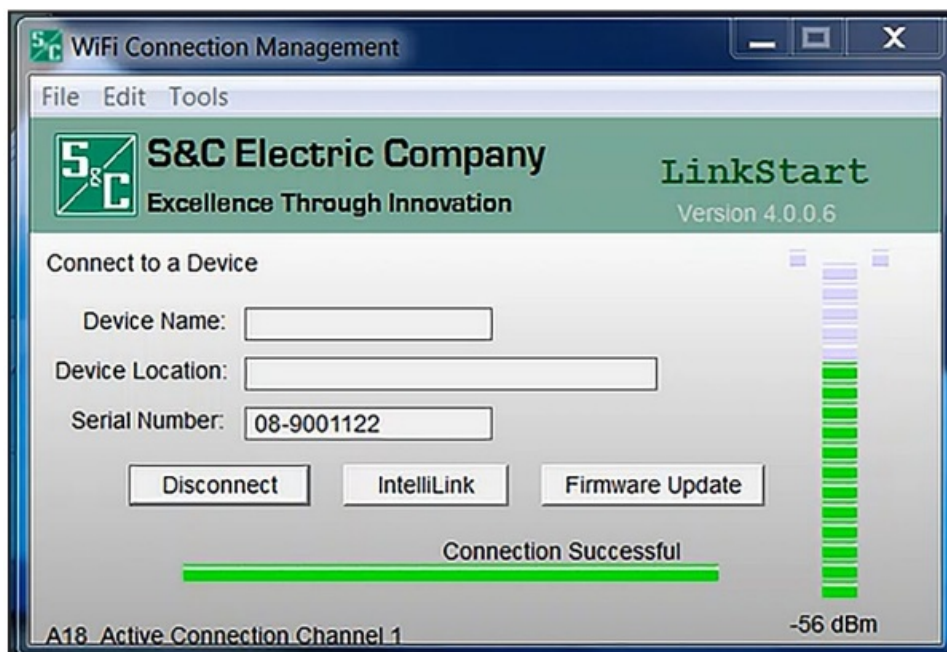 S&C WiFi Connection Management
File Edit Tools
S&C S&C Electric Company
Excellence Through Innovation
LinkStart
Version 4.0.0.6
Connect to a Device
Device Name:
Device Location:
Serial Number: 08-9001122
Disconnect IntelliLink Firmware Update
Connection Successful
-56 dBm
A18 Active Connection Channel 1